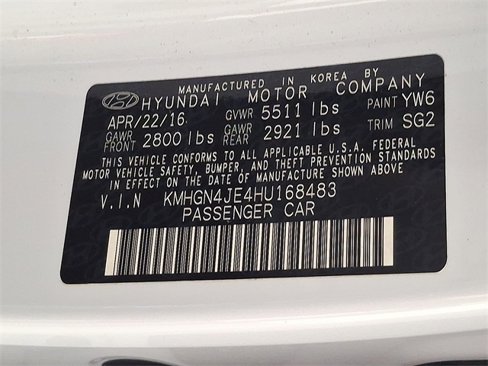 MANUFACTURED IN KOREA BY
HYUNDAI MOTOR COMPANY
APR/22/16 GVWR 5511 lbs PAINT YW6
GAWR FRONT 2800 lbs GAWR REAR 2921 lbs TRIM SG2
THIS VEHICLE CONFORMS TO ALL APPLICABLE U.S.A. FEDERAL
MOTOR VEHICLE SAFETY, BUMPER, AND THEFT PREVENTION STANDARDS
IN EFFECT ON THE DATE OF MANUFACTURE SHOWN ABOVE.
V.I.N KMHGN4JE4HU168483
PASSENGER CAR